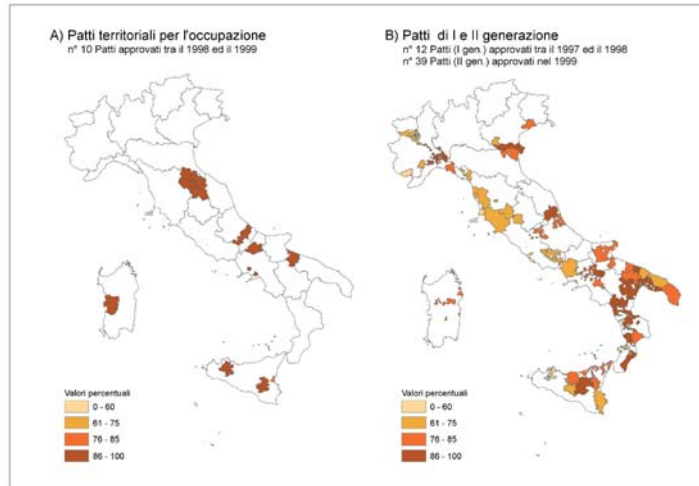 A) Patti territoriali per l'occupazione
n° 10 Patti approvati tra il 1998 ed il 1999
B) Patti di I e II generazione
n° 12 Patti (I gen.) approvati tra il 1997 ed il 1998
n° 39 Patti (II gen.) approvati nel 1999
Valori percentuali
0 - 60
61 - 75
76 - 85
86 - 100
Valori percentuali
0 - 60
61 - 75
76 - 85
86 - 100